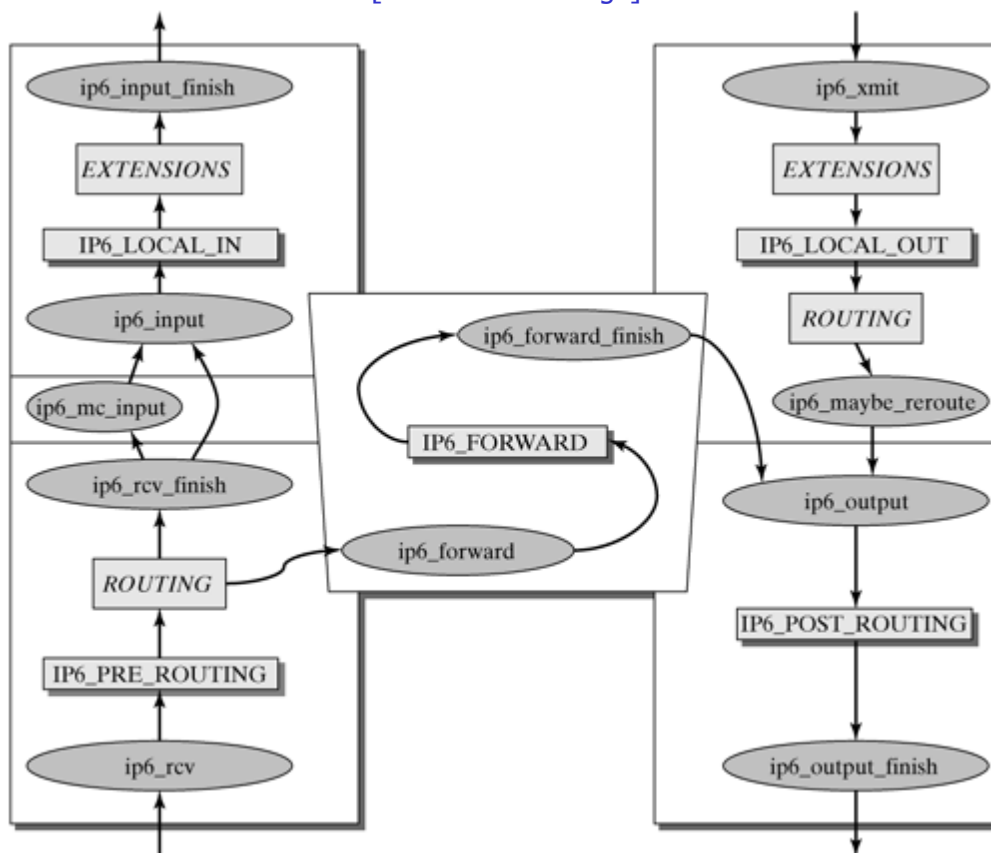 ip6_input_finish
EXTENSIONS
IP6_LOCAL_IN
ip6_input
ip6_mc_input
ip6_rcv_finish
ROUTING
IP6_PRE_ROUTING
ip6_rcv
ip6_forward_finish
IP6_FORWARD
ip6_forward
ip6_xmit
EXTENSIONS
IP6_LOCAL_OUT
ROUTING
ip6_maybe_reroute
ip6_output
IP6_POST_ROUTING
ip6_output_finish